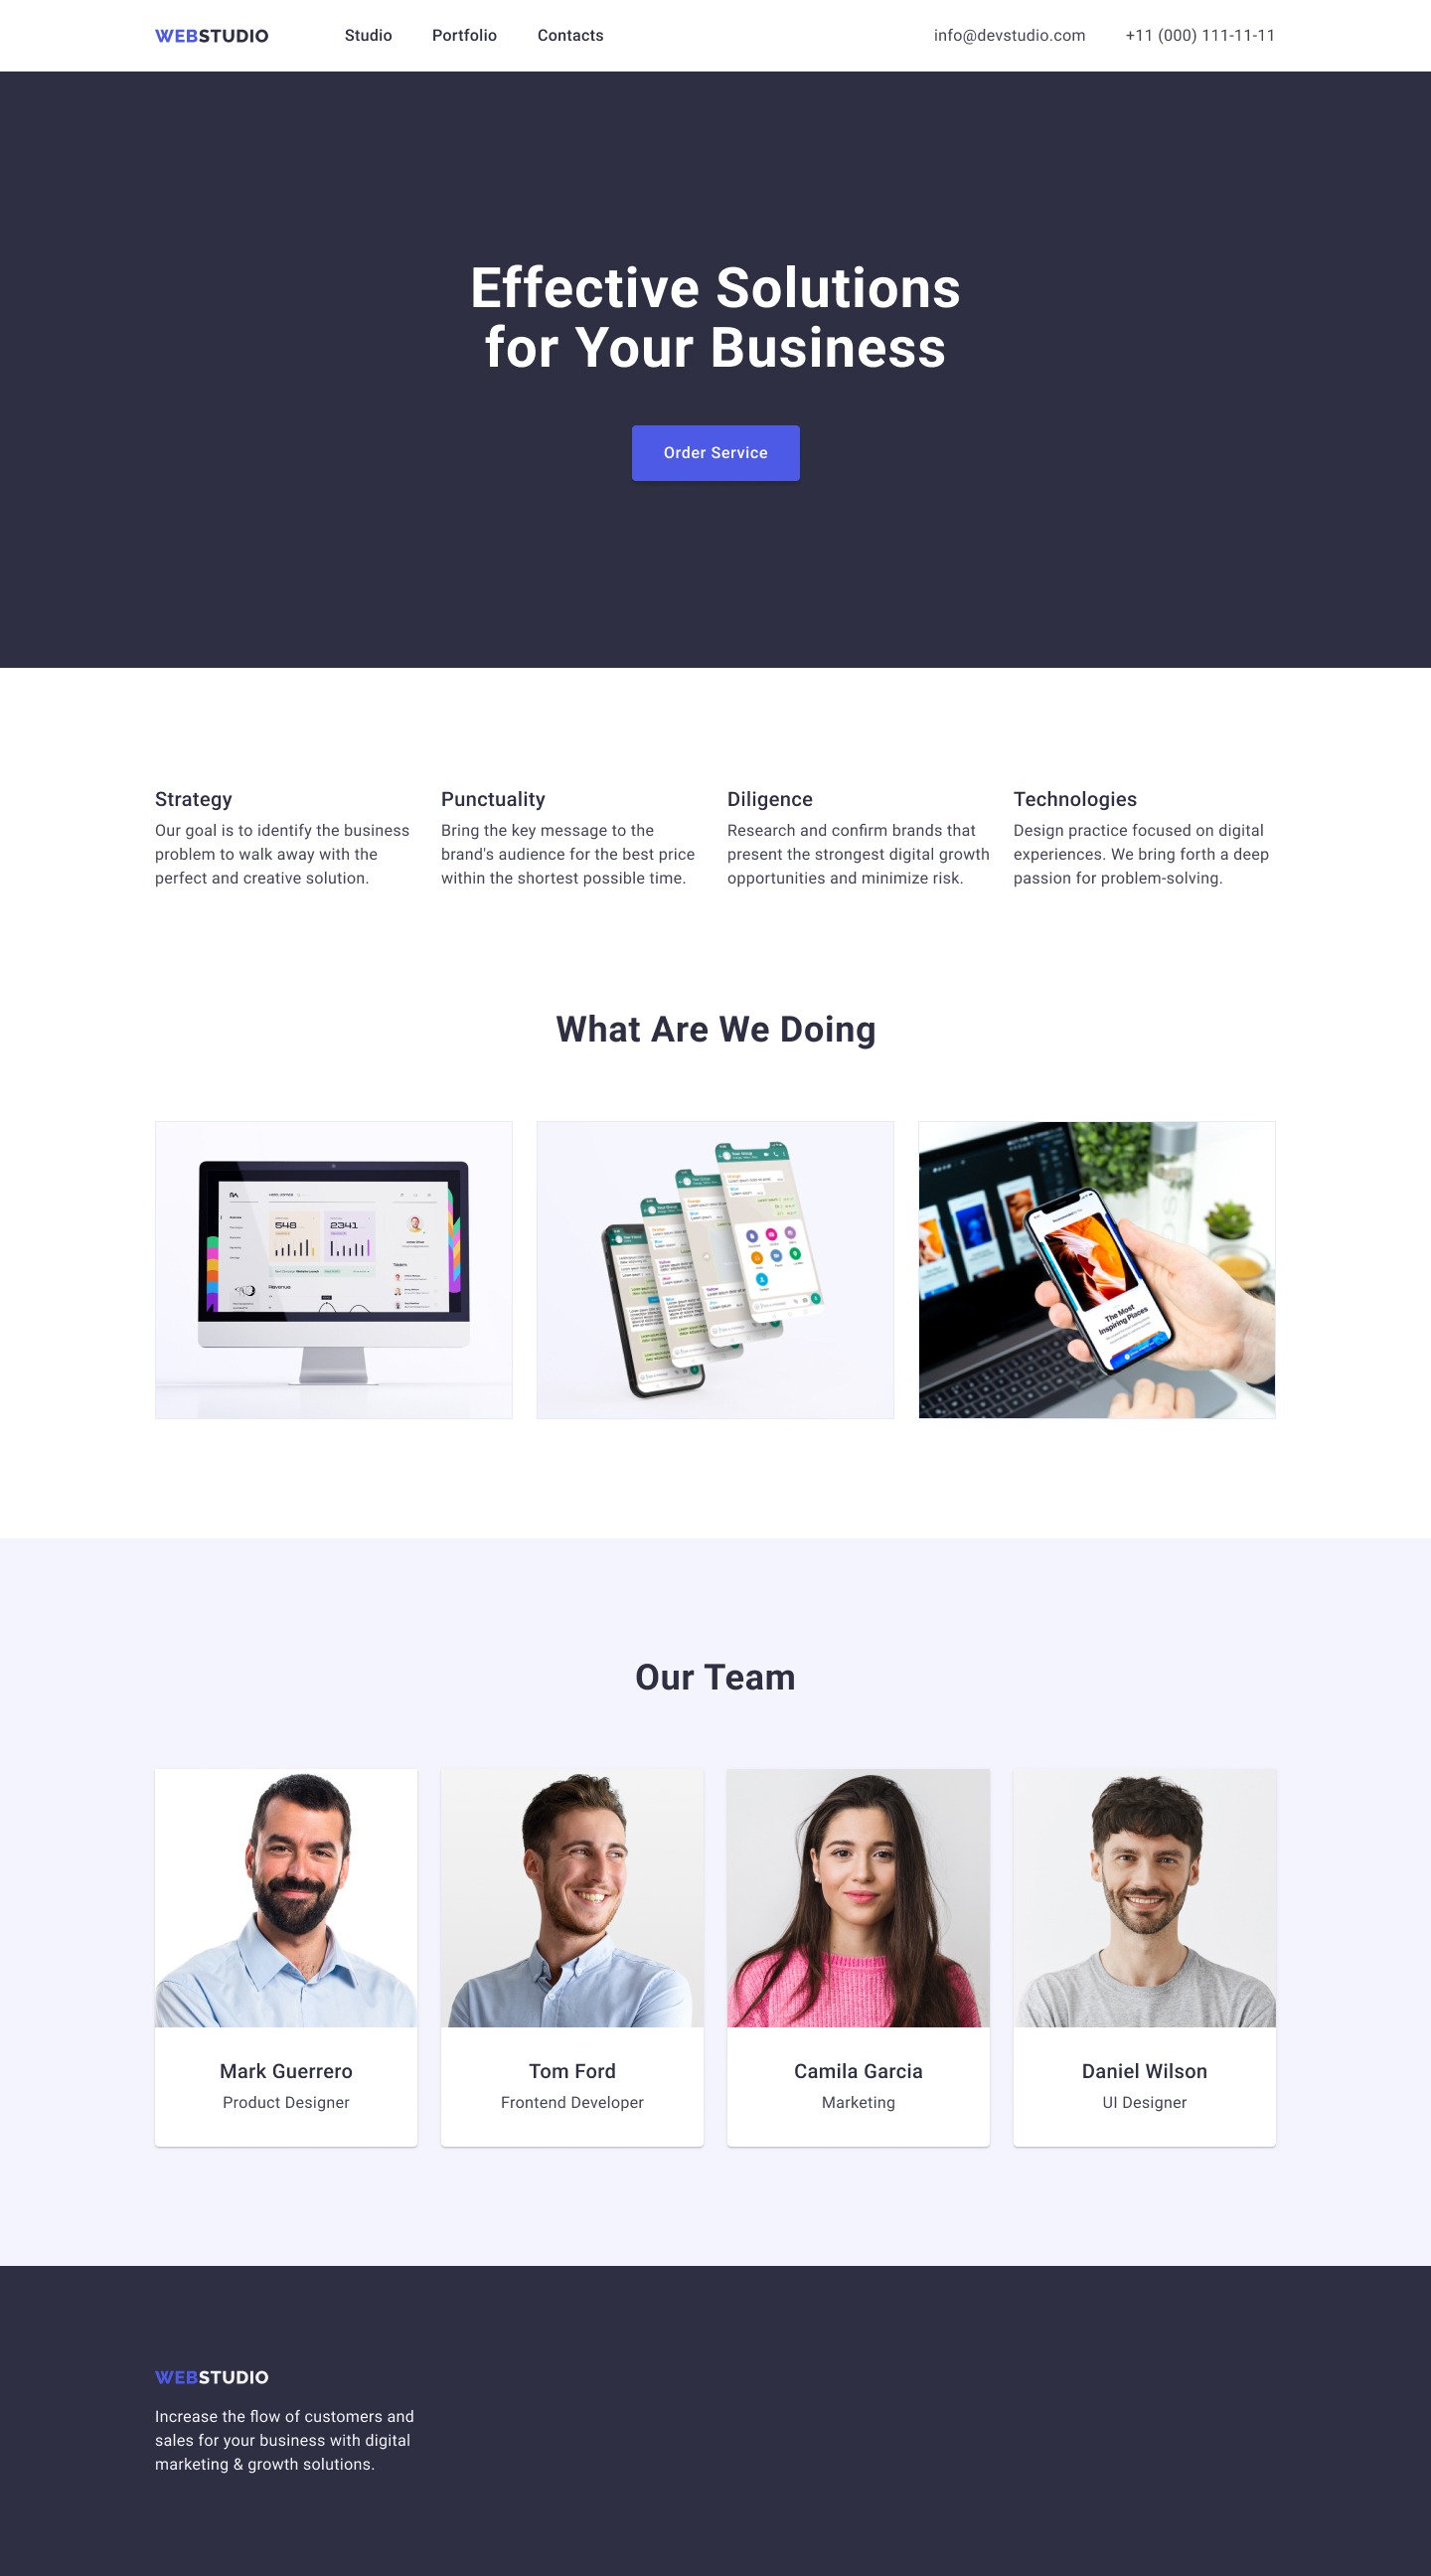 WEBSTUDIO Studio Portfolio Contacts info@devstudio.com +11 (000) 111-11-11
Effective Solutions
for Your Business
Order Service
Strategy
Our goal is to identify the business
problem to walk away with the
perfect and creative solution.
Punctuality
Bring the key message to the
brand's audience for the best price
within the shortest possible time.
Diligence
Research and confirm brands that
present the strongest digital growth
opportunities and minimize risk.
Technologies
Design practice focused on digital
experiences. We bring forth a deep
passion for problem-solving.
What Are We Doing
548
2341
Revenue
Team
Your Group
Type a message
The Most
Inspiring Places
Our Team
Mark Guerrero
Product Designer
Tom Ford
Frontend Developer
Camila Garcia
Marketing
Daniel Wilson
UI Designer
WEBSTUDIO
Increase the flow of customers and
sales for your business with digital
marketing & growth solutions.